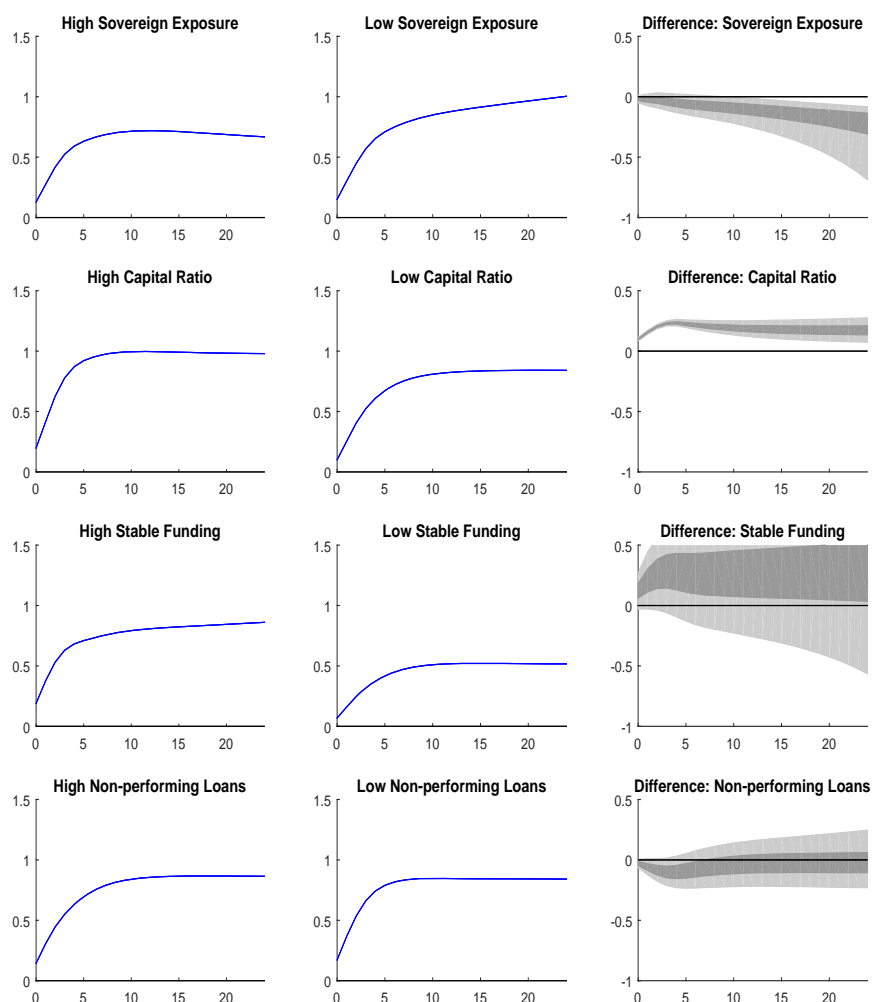 High Sovereign Exposure
1.5
1
0.5
0
0 5 10 15 20
Low Sovereign Exposure
1.5
1
0.5
0
0 5 10 15 20
Difference: Sovereign Exposure
0.5
0
-0.5
-1
0 5 10 15 20
High Capital Ratio
1.5
1
0.5
0
0 5 10 15 20
Low Capital Ratio
1.5
1
0.5
0
0 5 10 15 20
Difference: Capital Ratio
0.5
0
-0.5
-1
0 5 10 15 20
High Stable Funding
1.5
1
0.5
0
0 5 10 15 20
Low Stable Funding
1.5
1
0.5
0
0 5 10 15 20
Difference: Stable Funding
0.5
0
-0.5
-1
0 5 10 15 20
High Non-performing Loans
1.5
1
0.5
0
0 5 10 15 20
Low Non-performing Loans
1.5
1
0.5
0
0 5 10 15 20
Difference: Non-performing Loans
0.5
0
-0.5
-1
0 5 10 15 20